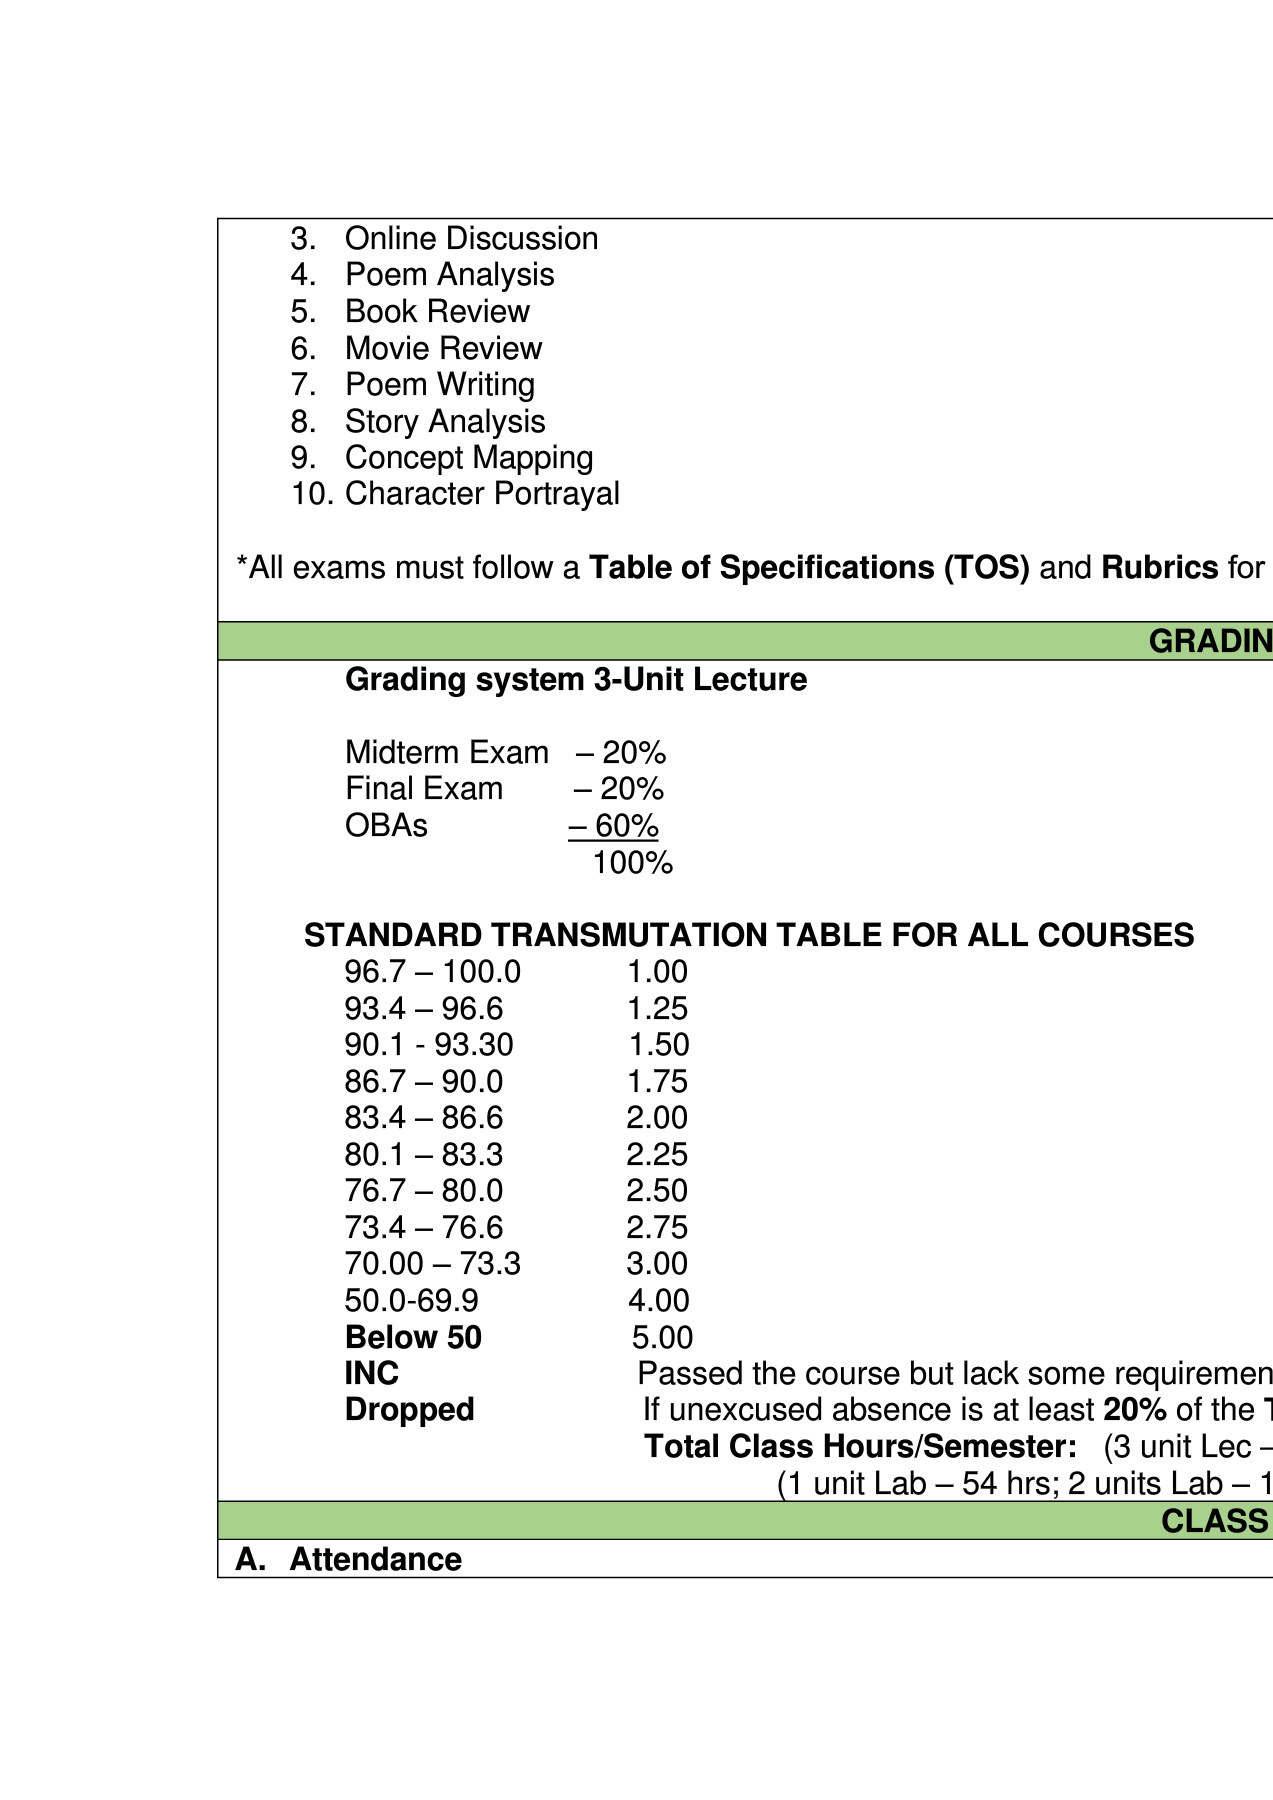 3. Online Discussion
4. Poem Analysis
5. Book Review
6. Movie Review
7. Poem Writing
8. Story Analysis
9. Concept Mapping
10. Character Portrayal
*All exams must follow a Table of Specifications (TOS) and Rubrics for
GRADIN
Grading system 3-Unit Lecture
Midterm Exam – 20%
Final Exam – 20%
OBAs – 60%
100%
STANDARD TRANSMUTATION TABLE FOR ALL COURSES
96.7 – 100.0 1.00
93.4 – 96.6 1.25
90.1 - 93.30 1.50
86.7 – 90.0 1.75
83.4 – 86.6 2.00
80.1 – 83.3 2.25
76.7 – 80.0 2.50
73.4 – 76.6 2.75
70.00 – 73.3 3.00
50.0-69.9 4.00
Below 50 5.00
INC Passed the course but lack some requiremen
Dropped If unexcused absence is at least 20% of the T
Total Class Hours/Semester: (3 unit Lec –
(1 unit Lab – 54 hrs; 2 units Lab – 1
CLASS
A. Attendance